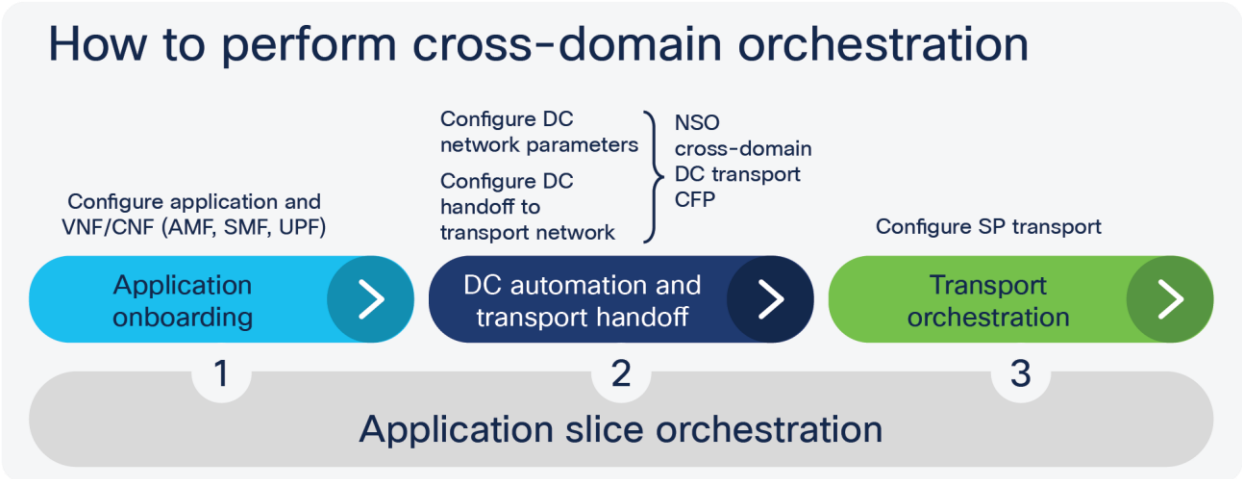 How to perform cross-domain orchestration
Configure application and
VNF/CNF (AMF, SMF, UPF)
Application
onboarding
1
Configure DC
network parameters
Configure DC
handoff to
transport network
NSO
cross-domain
DC transport
CFP
DC automation and
transport handoff
2
Configure SP transport
Transport
orchestration
3
Application slice orchestration